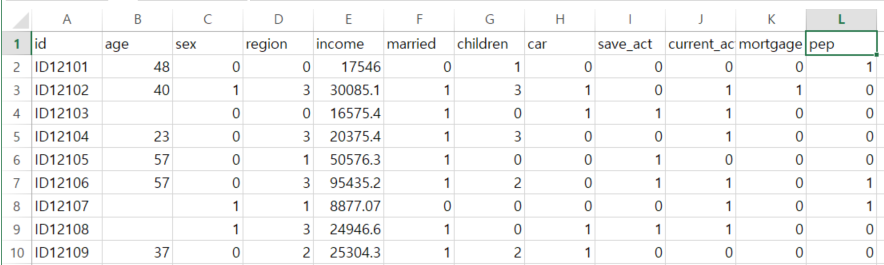 A B C D E F G H I J K L
1 id age sex region income married children car save_act current_ac mortgage pep
2 ID12101 48 0 0 17546 0 1 0 0 0 0 1
3 ID12102 40 1 3 30085.1 1 3 1 0 1 1 0
4 ID12103 0 0 16575.4 1 0 1 1 1 0 0
5 ID12104 23 0 3 20375.4 1 3 0 0 1 0 0
6 ID12105 57 0 1 50576.3 1 0 0 1 0 0 0
7 ID12106 57 0 3 95435.2 1 2 0 1 1 0 1
8 ID12107 1 1 8877.07 0 0 0 0 1 0 1
9 ID12108 1 3 24946.6 1 0 1 1 1 0 0
10 ID12109 37 0 2 25304.3 1 2 1 0 0 0 0